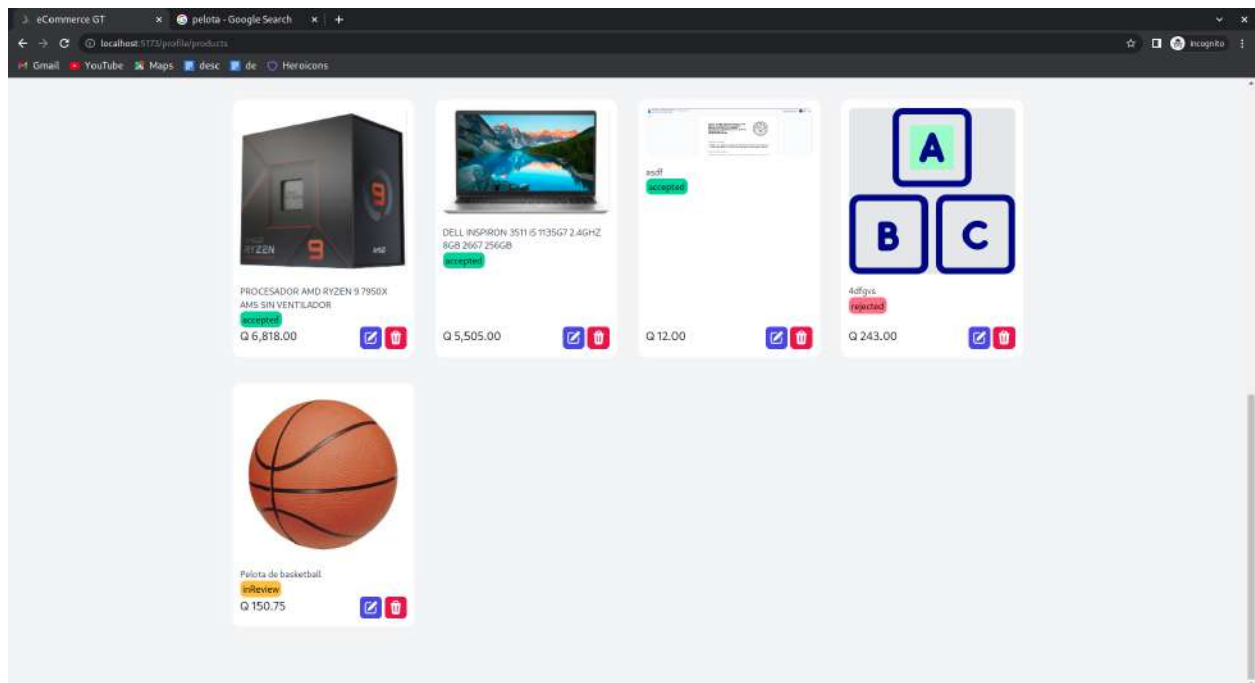 eCommerce GT
pelota - Google Search
localhost:5173/profile/products
Incognito
Gmail
YouTube
Maps
desc
de
Heroicons
RYZEN
9
9
AMD
PROCESADOR AMD RYZEN 9 7950X
AM5 SIN VENTILADOR
accepted
Q 6,818.00
DELL INSPIRON 3511 i5 1135G7 2.4GHZ
8GB 2667 256GB
accepted
Q 5,505.00
asdf
accepted
Q 12.00
A
B
C
4dfgvs
rejected
Q 243.00
Pelota de basketball
inReview
Q 150.75